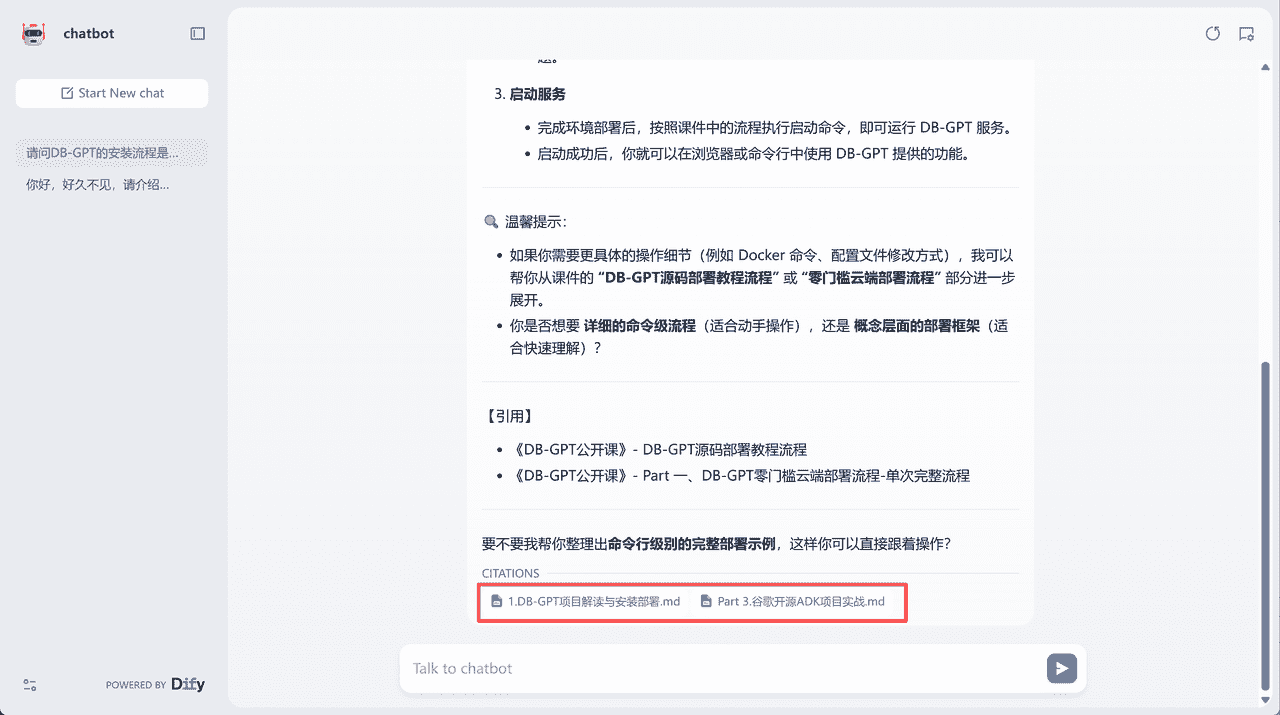 chatbot
Start New chat
请问DB-GPT的安装流程是...
你好，好久不见，请介绍...
3. 启动服务
• 完成环境部署后，按照课件中的流程执行启动命令，即可运行 DB-GPT 服务。
• 启动成功后，你就可以在浏览器或命令行中使用 DB-GPT 提供的功能。
🔍 温馨提示：
• 如果你需要更具体的操作细节（例如 Docker 命令、配置文件修改方式），我可以
帮你从课件的 “DB-GPT源码部署教程流程” 或 “零门槛云端部署流程” 部分进一步
展开。
• 你是否想要 详细的命令级流程（适合动手操作），还是 概念层面的部署框架（适
合快速理解）？
【引用】
• 《DB-GPT公开课》- DB-GPT源码部署教程流程
• 《DB-GPT公开课》- Part 一、DB-GPT零门槛云端部署流程-单次完整流程
要不要我帮你整理出命令行级别的完整部署示例，这样你可以直接跟着操作？
CITATIONS
1.DB-GPT项目解读与安装部署.md
Part 3.谷歌开源ADK项目实战.md
Talk to chatbot
POWERED BY Dify